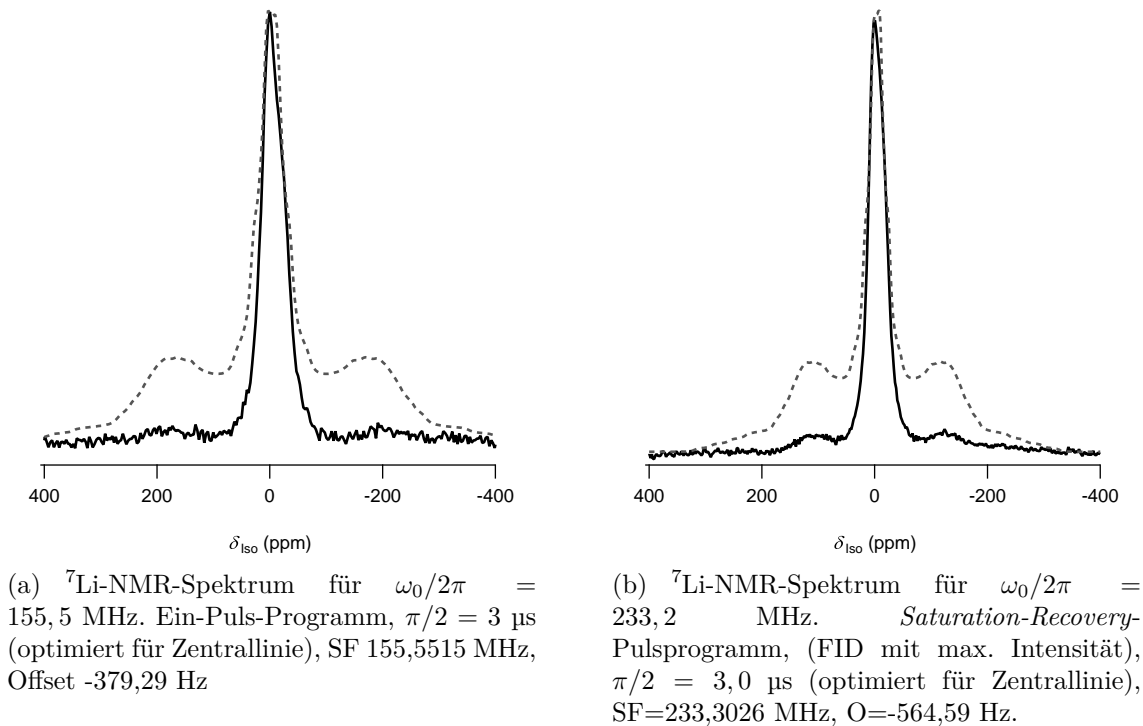 400
200
0
-200
-400
δIso (ppm)
400
200
0
-200
-400
δIso (ppm)
(a) ⁷Li-NMR-Spektrum für ω₀/2π =
155, 5 MHz. Ein-Puls-Programm, π/2 = 3 µs
(optimiert für Zentrallinie), SF 155,5515 MHz,
Offset -379,29 Hz
(b) ⁷Li-NMR-Spektrum für ω₀/2π =
233, 2 MHz. Saturation-Recovery-
Pulsprogramm, (FID mit max. Intensität),
π/2 = 3,0 µs (optimiert für Zentrallinie),
SF=233,3026 MHz, O=-564,59 Hz.